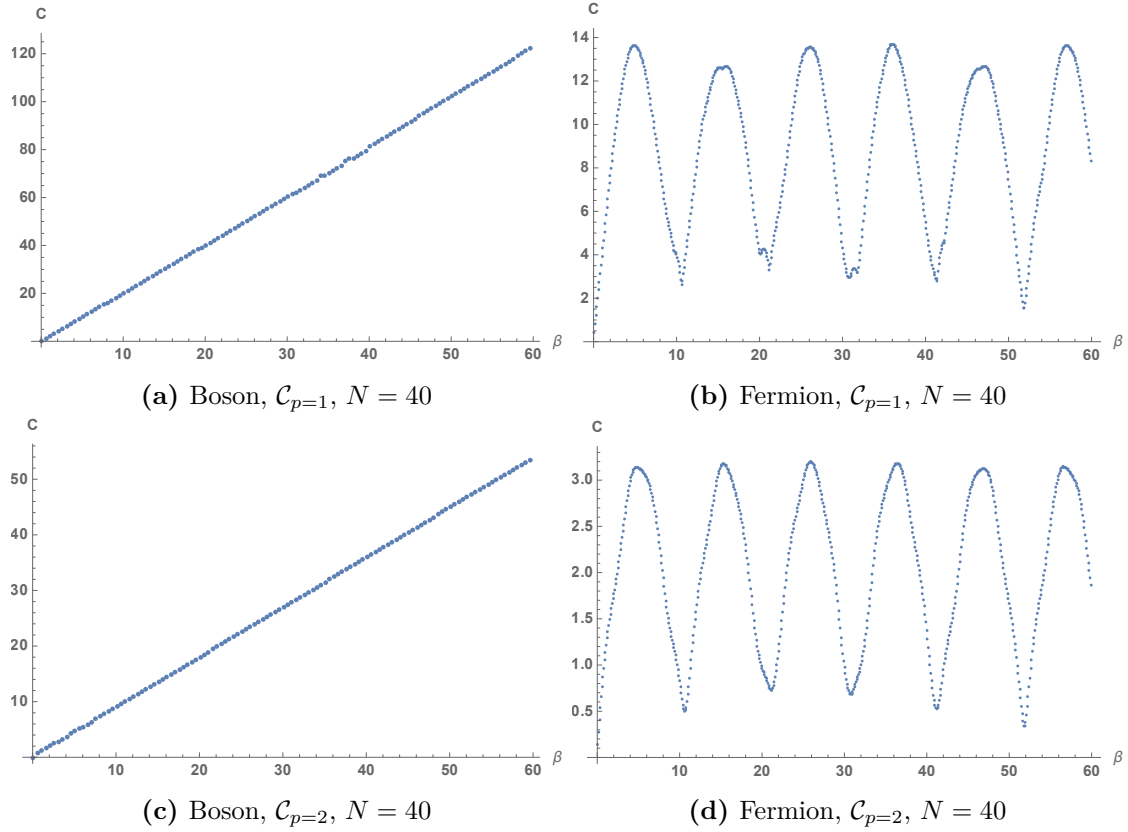 C
120
100
80
60
40
20
10 20 30 40 50 60 β
(a) Boson, 𝒞p=1, N = 40
C
14
12
10
8
6
4
2
10 20 30 40 50 60 β
(b) Fermion, 𝒞p=1, N = 40
C
50
40
30
20
10
10 20 30 40 50 60 β
(c) Boson, 𝒞p=2, N = 40
C
3.0
2.5
2.0
1.5
1.0
0.5
10 20 30 40 50 60 β
(d) Fermion, 𝒞p=2, N = 40